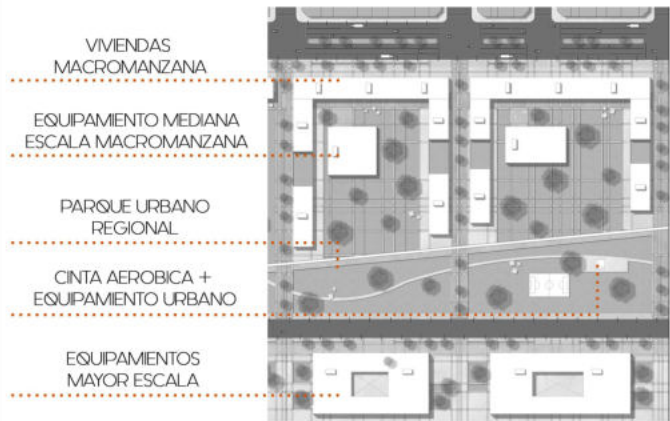 VIVIENDAS
MACROMANZANA
EQUIPAMIENTO MEDIANA
ESCALA MACROMANZANA
PARQUE URBANO
REGIONAL
CINTA AEROBICA +
EQUIPAMIENTO URBANO
EQUIPAMIENTOS
MAYOR ESCALA